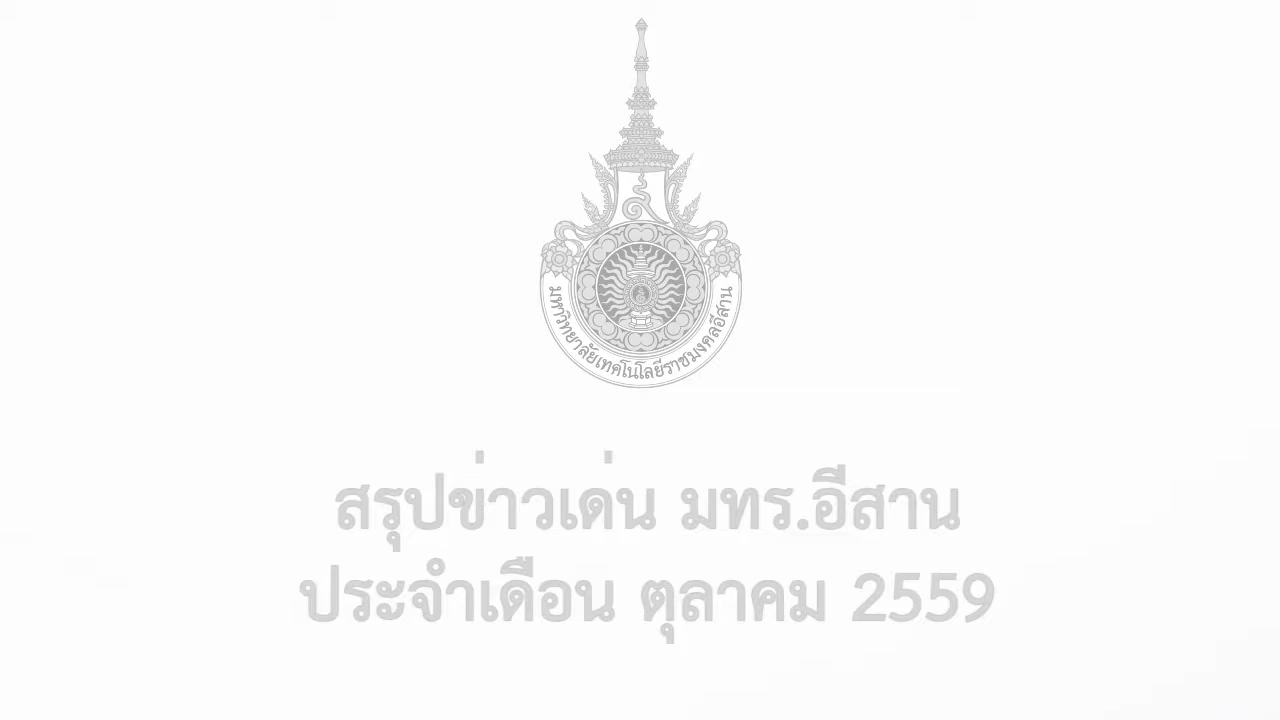 มหาวิทยาลัยเทคโนโลยีราชมงคลอีสาน
สรุปข่าวเด่น มทร.อีสาน
ประจำเดือน ตุลาคม 2559